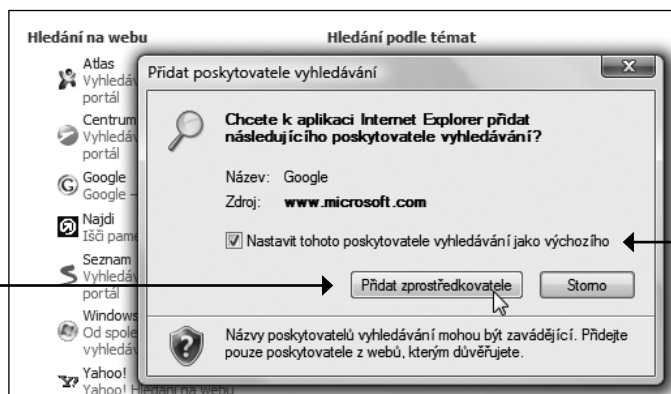 Hledání na webu
Hledání podle témat
Atlas
Vyhledáv
portál
Centrum
Vyhledáv
portál
Google
Google –
Najdi
Išči pame
Seznam
Vyhledáv
portál
Windows
Od spole
vyhledáv
Yahoo!
Yahoo! Hledání na webu
Přidat poskytovatele vyhledávání
Chcete k aplikaci Internet Explorer přidat
následujícího poskytovatele vyhledávání?
Název: Google
Zdroj: www.microsoft.com
Nastavit tohoto poskytovatele vyhledávání jako výchozího
Přidat zprostředkovatele
Storno
Názvy poskytovatelů vyhledávání mohou být zavádějící. Přidejte
pouze poskytovatele z webů, kterým důvěřujete.